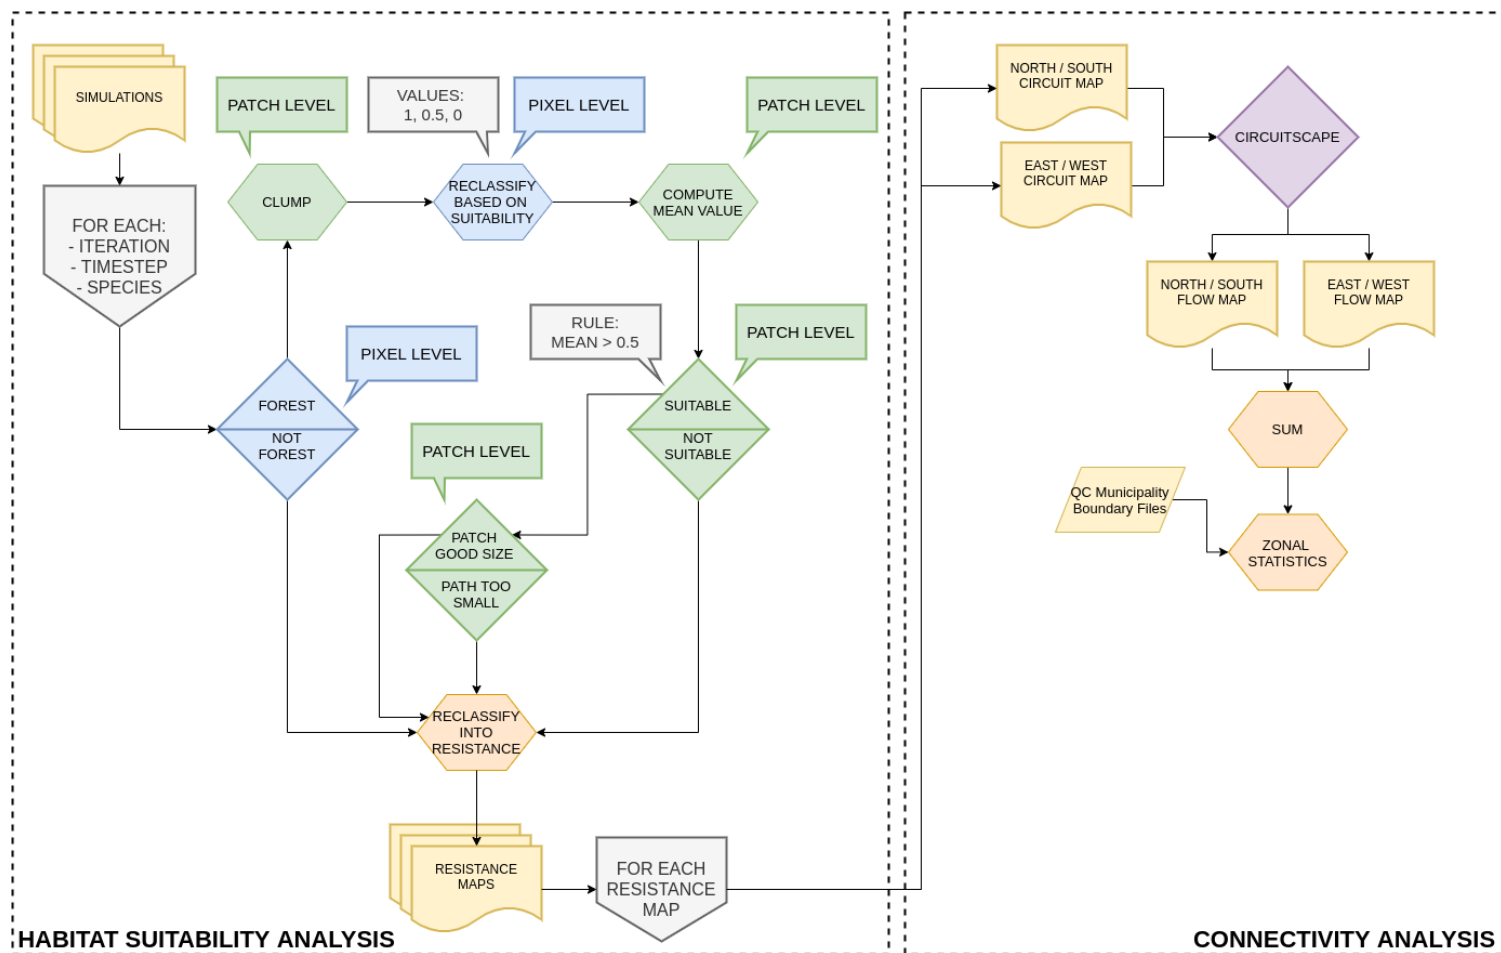 SIMULATIONS
FOR EACH:
- ITERATION
- TIMESTEP
- SPECIES
PATCH LEVEL
CLUMP
VALUES:
1, 0.5, 0
PIXEL LEVEL
RECLASSIFY
BASED ON
SUITABILITY
PATCH LEVEL
COMPUTE
MEAN VALUE
PIXEL LEVEL
FOREST
NOT
FOREST
RULE:
MEAN > 0.5
PATCH LEVEL
SUITABLE
NOT
SUITABLE
PATCH LEVEL
PATCH
GOOD SIZE
PATH TOO
SMALL
RECLASSIFY
INTO
RESISTANCE
RESISTANCE
MAPS
FOR EACH
RESISTANCE
MAP
HABITAT SUITABILITY ANALYSIS
NORTH / SOUTH
CIRCUIT MAP
EAST / WEST
CIRCUIT MAP
CIRCUITSCAPE
NORTH / SOUTH
FLOW MAP
EAST / WEST
FLOW MAP
SUM
QC Municipality
Boundary Files
ZONAL
STATISTICS
CONNECTIVITY ANALYSIS